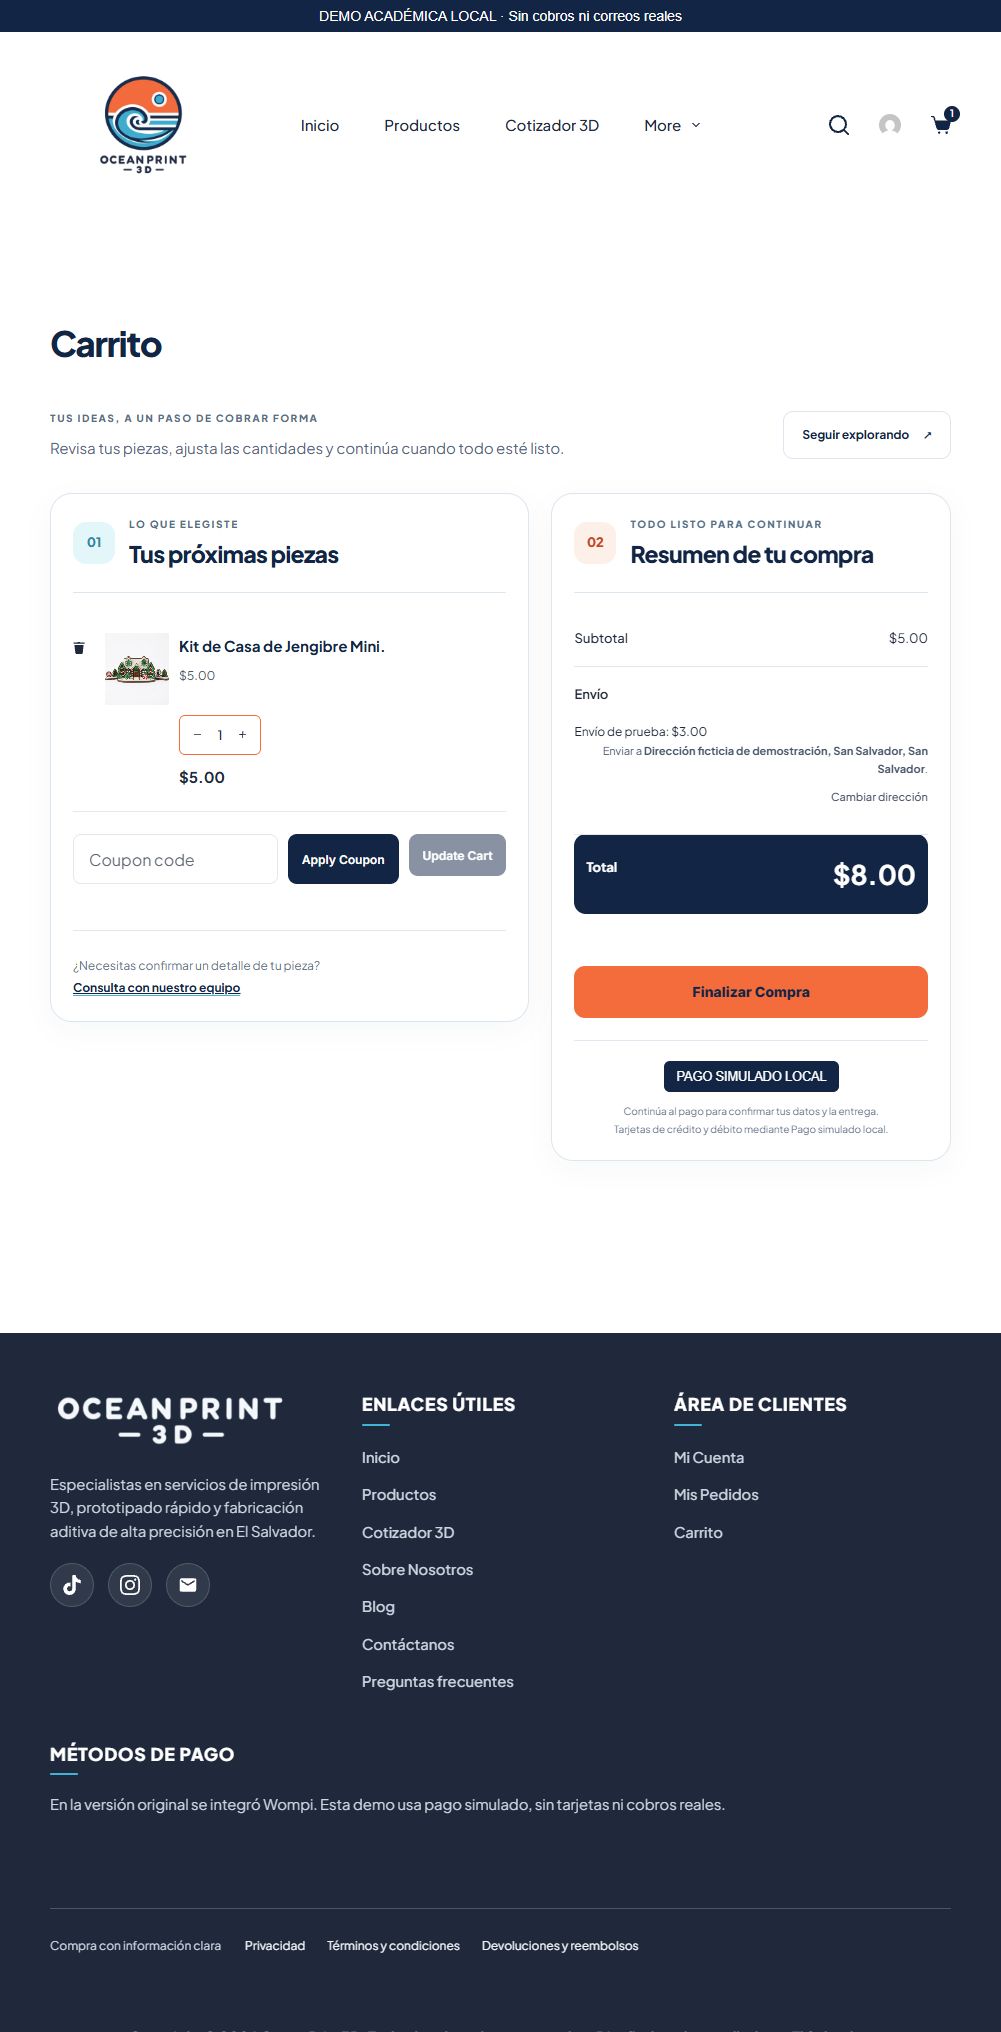 DEMO ACADÉMICA LOCAL · Sin cobros ni correos reales
OCEANPRINT
3D
Inicio
Productos
Cotizador 3D
More
1
Carrito
TUS IDEAS, A UN PASO DE COBRAR FORMA
Revisa tus piezas, ajusta las cantidades y continúa cuando todo esté listo.
Seguir explorando ↗
01
LO QUE ELEGISTE
Tus próximas piezas
Kit de Casa de Jengibre Mini.
$5.00
− 1 +
$5.00
Coupon code
Apply Coupon
Update Cart
¿Necesitas confirmar un detalle de tu pieza?
Consulta con nuestro equipo
02
TODO LISTO PARA CONTINUAR
Resumen de tu compra
Subtotal $5.00
Envío
Envío de prueba: $3.00
Enviar a Dirección ficticia de demostración, San Salvador, San
Salvador.
Cambiar dirección
Total $8.00
Finalizar Compra
PAGO SIMULADO LOCAL
Continúa al pago para confirmar tus datos y la entrega.
Tarjetas de crédito y débito mediante Pago simulado local.
OCEANPRINT
3D
Especialistas en servicios de impresión
3D, prototipado rápido y fabricación
aditiva de alta precisión en El Salvador.
ENLACES ÚTILES
Inicio
Productos
Cotizador 3D
Sobre Nosotros
Blog
Contáctanos
Preguntas frecuentes
ÁREA DE CLIENTES
Mi Cuenta
Mis Pedidos
Carrito
MÉTODOS DE PAGO
En la versión original se integró Wompi. Esta demo usa pago simulado, sin tarjetas ni cobros reales.
Compra con información clara
Privacidad
Términos y condiciones
Devoluciones y reembolsos